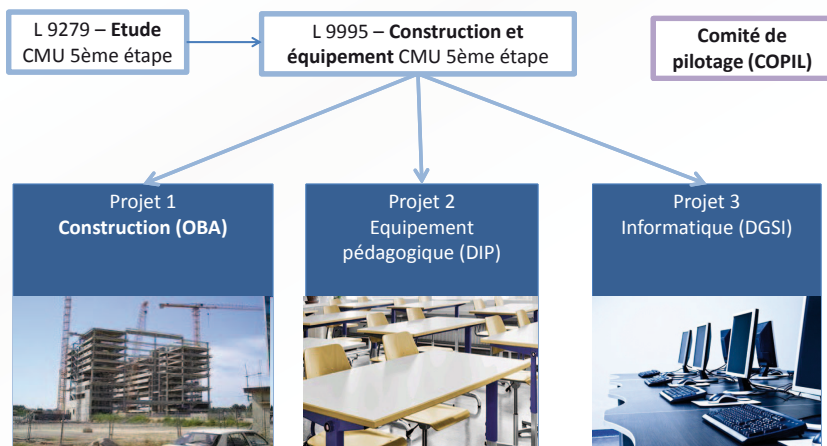 L 9279 – Etude
CMU 5ème étape
L 9995 – Construction et
équipement CMU 5ème étape
Comité de
pilotage (COPIL)
Projet 1
Construction (OBA)
Projet 2
Equipement
pédagogique (DIP)
Projet 3
Informatique (DGSI)